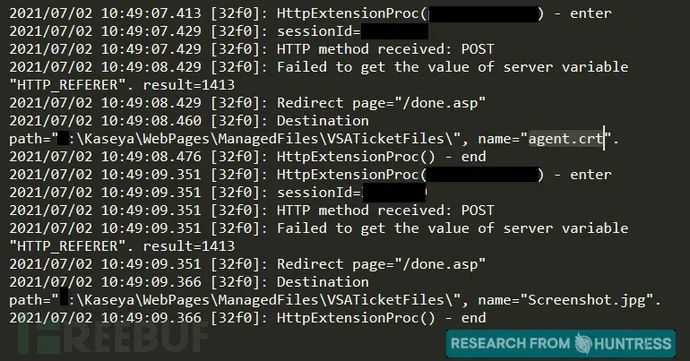 2021/07/02 10:49:07.413 [32f0]: HttpExtensionProc( ) - enter
2021/07/02 10:49:07.429 [32f0]: sessionId=
2021/07/02 10:49:07.429 [32f0]: HTTP method received: POST
2021/07/02 10:49:08.429 [32f0]: Failed to get the value of server variable
"HTTP_REFERER". result=1413
2021/07/02 10:49:08.429 [32f0]: Redirect page="/done.asp"
2021/07/02 10:49:08.460 [32f0]: Destination
path=" :\Kaseya\WebPages\ManagedFiles\VSATicketFiles\", name="agent.crt".
2021/07/02 10:49:08.476 [32f0]: HttpExtensionProc() - end
2021/07/02 10:49:09.351 [32f0]: HttpExtensionProc( ) - enter
2021/07/02 10:49:09.351 [32f0]: sessionId=
2021/07/02 10:49:09.351 [32f0]: HTTP method received: POST
2021/07/02 10:49:09.351 [32f0]: Failed to get the value of server variable
"HTTP_REFERER". result=1413
2021/07/02 10:49:09.351 [32f0]: Redirect page="/done.asp"
2021/07/02 10:49:09.366 [32f0]: Destination
path=" :\Kaseya\WebPages\ManagedFiles\VSATicketFiles\", name="Screenshot.jpg".
2021/07/02 10:49:09.366 [32f0]: HttpExtensionProc() - end
FREEBUF
RESEARCH FROM HUNTRESS